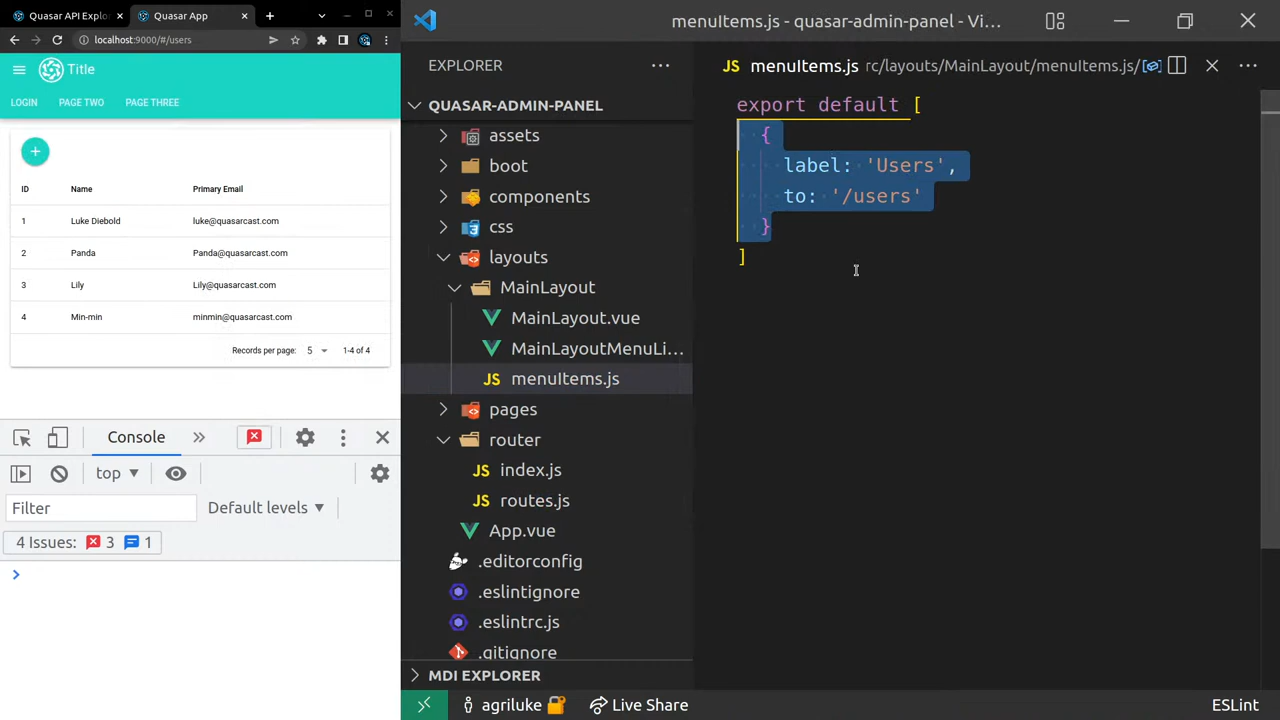 Quasar API Explo
Quasar App
localhost:9000/#/users
Title
LOGIN
PAGE TWO
PAGE THREE
+
ID Name Primary Email
1 Luke Diebold luke@quasarcast.com
2 Panda Panda@quasarcast.com
3 Lily Lily@quasarcast.com
4 Min-min minmin@quasarcast.com
Records per page: 5 1-4 of 4
Console
top
Filter
Default levels
4 Issues: 3 1
menuItems.js - quasar-admin-panel - Vi…
EXPLORER
QUASAR-ADMIN-PANEL
assets
boot
components
css
layouts
MainLayout
MainLayout.vue
MainLayoutMenuLi…
JS menuItems.js
pages
router
JS index.js
JS routes.js
App.vue
.editorconfig
.eslintignore
.eslintrc.js
.gitignore
MDI EXPLORER
JS menuItems.js rc/layouts/MainLayout/menuItems.js/
export default [
{
label: 'Users',
to: '/users'
}
]
agriluke
Live Share
ESLint